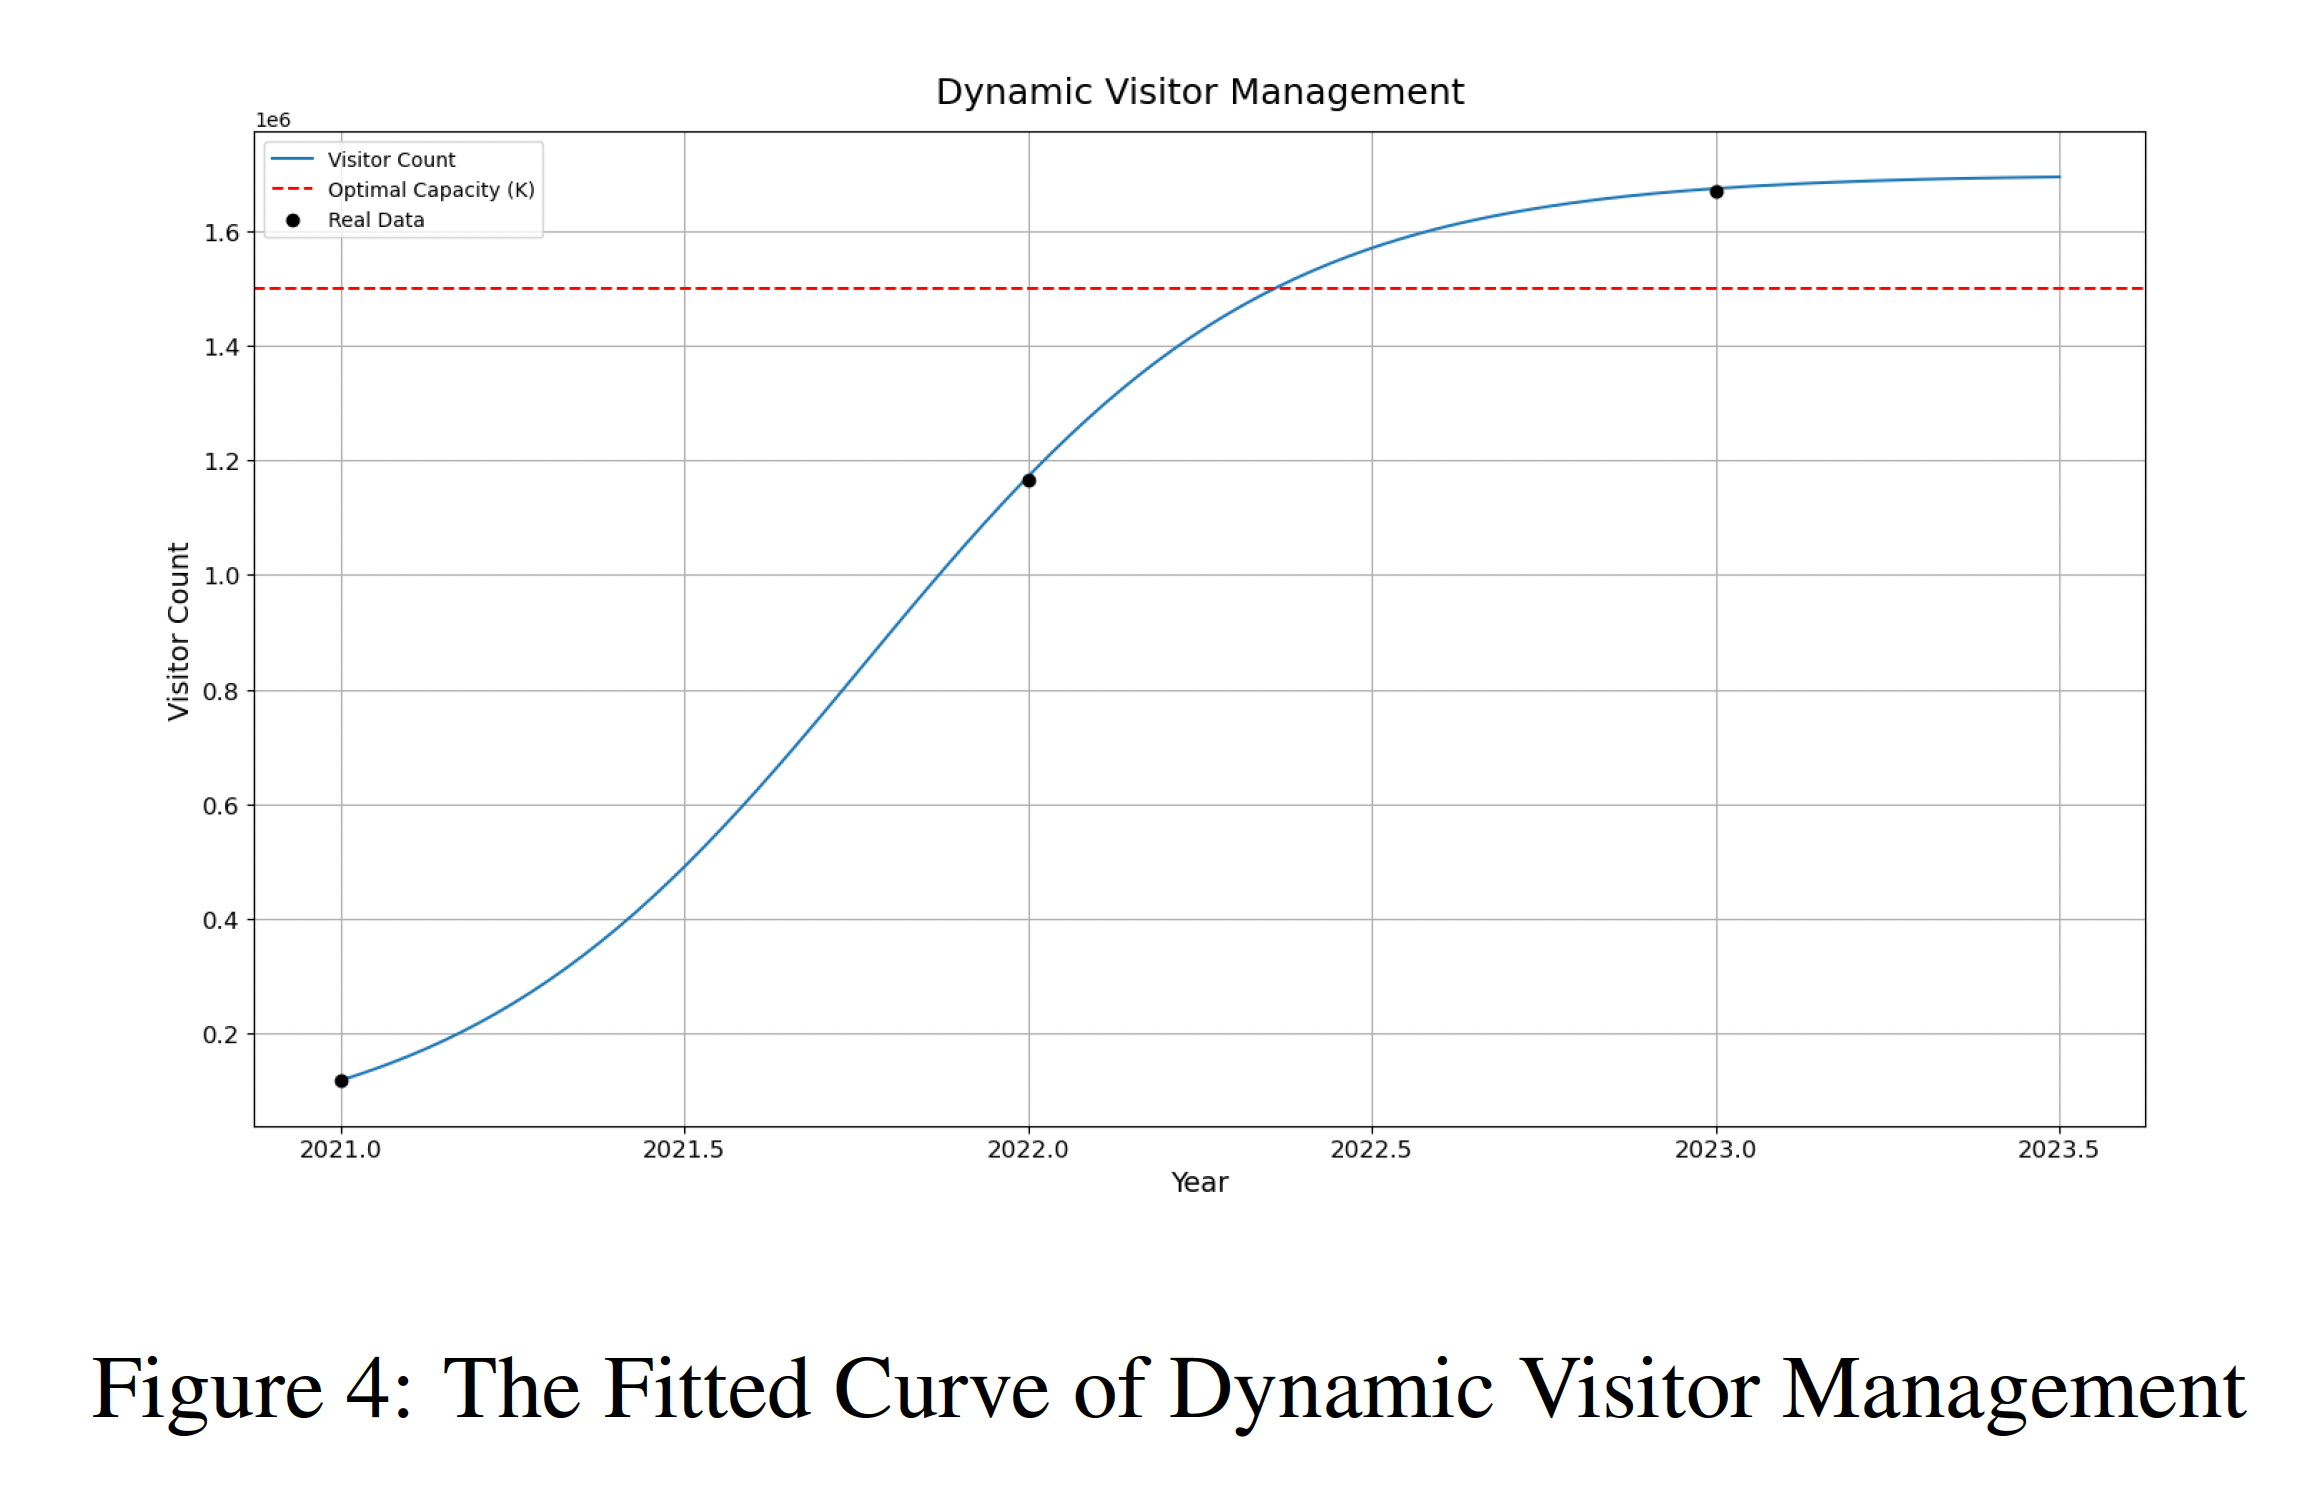 Dynamic Visitor Management
1e6
Visitor Count
Optimal Capacity (K)
Real Data
1.6
1.4
1.2
1.0
0.8
0.6
0.4
0.2
Visitor Count
2021.0 2021.5 2022.0 2022.5 2023.0 2023.5
Year
Figure 4: The Fitted Curve of Dynamic Visitor Management